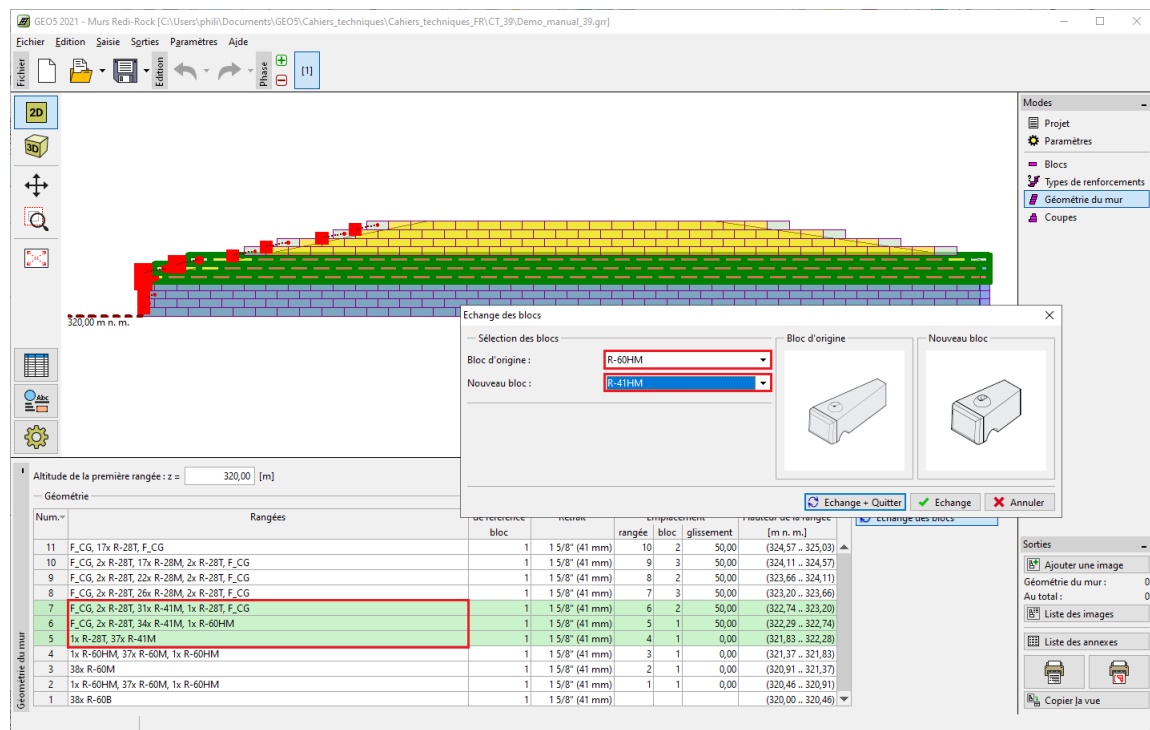 GEO5 2021 - Murs Redi-Rock [C:\Users\phili\Documents\GEO5\Cahiers_techniques\Cahiers_techniques_FR\CT_39\Demo_manual_39.grr]
Fichier Edition Saisie Sorties Paramètres Aide
Fichier
Edition
Phase
[1]
2D
3D
Abc
320,00 m n. m.
Modes
Projet
Paramètres
Blocs
Types de renforcements
Géométrie du mur
Coupes
Echange des blocs
Sélection des blocs
Bloc d'origine :
R-60HM
Nouveau bloc :
R-41HM
Bloc d'origine
Nouveau bloc
Echange + Quitter
Echange
Annuler
Altitude de la première rangée : z = 320,00 [m]
Géométrie
Num. Rangées de référence Retrait Emplacement Hauteur de la rangée
bloc rangée bloc glissement [m n. m.]
Echange des blocs
11 F_CG, 17x R-28T, F_CG 1 1 5/8" (41 mm) 10 2 50,00 (324,57 .. 325,03)
10 F_CG, 2x R-28T, 17x R-28M, 2x R-28T, F_CG 1 1 5/8" (41 mm) 9 3 50,00 (324,11 .. 324,57)
9 F_CG, 2x R-28T, 22x R-28M, 2x R-28T, F_CG 1 1 5/8" (41 mm) 8 2 50,00 (323,66 .. 324,11)
8 F_CG, 2x R-28T, 26x R-28M, 2x R-28T, F_CG 1 1 5/8" (41 mm) 7 3 50,00 (323,20 .. 323,66)
7 F_CG, 2x R-28T, 31x R-41M, 1x R-28T, F_CG 1 1 5/8" (41 mm) 6 2 50,00 (322,74 .. 323,20)
6 F_CG, 2x R-28T, 34x R-41M, 1x R-60HM 1 1 5/8" (41 mm) 5 1 50,00 (322,29 .. 322,74)
5 1x R-28T, 37x R-41M 1 1 5/8" (41 mm) 4 1 0,00 (321,83 .. 322,28)
4 1x R-60HM, 37x R-60M, 1x R-60HM 1 1 5/8" (41 mm) 3 1 0,00 (321,37 .. 321,83)
3 38x R-60M 1 1 5/8" (41 mm) 2 1 0,00 (320,91 .. 321,37)
2 1x R-60HM, 37x R-60M, 1x R-60HM 1 1 5/8" (41 mm) 1 1 0,00 (320,46 .. 320,91)
1 38x R-60B 1 1 5/8" (41 mm) (320,00 .. 320,46)
Géométrie du mur
Sorties
Ajouter une image
Géométrie du mur : 0
Au total : 0
Liste des images
Liste des annexes
Copier la vue